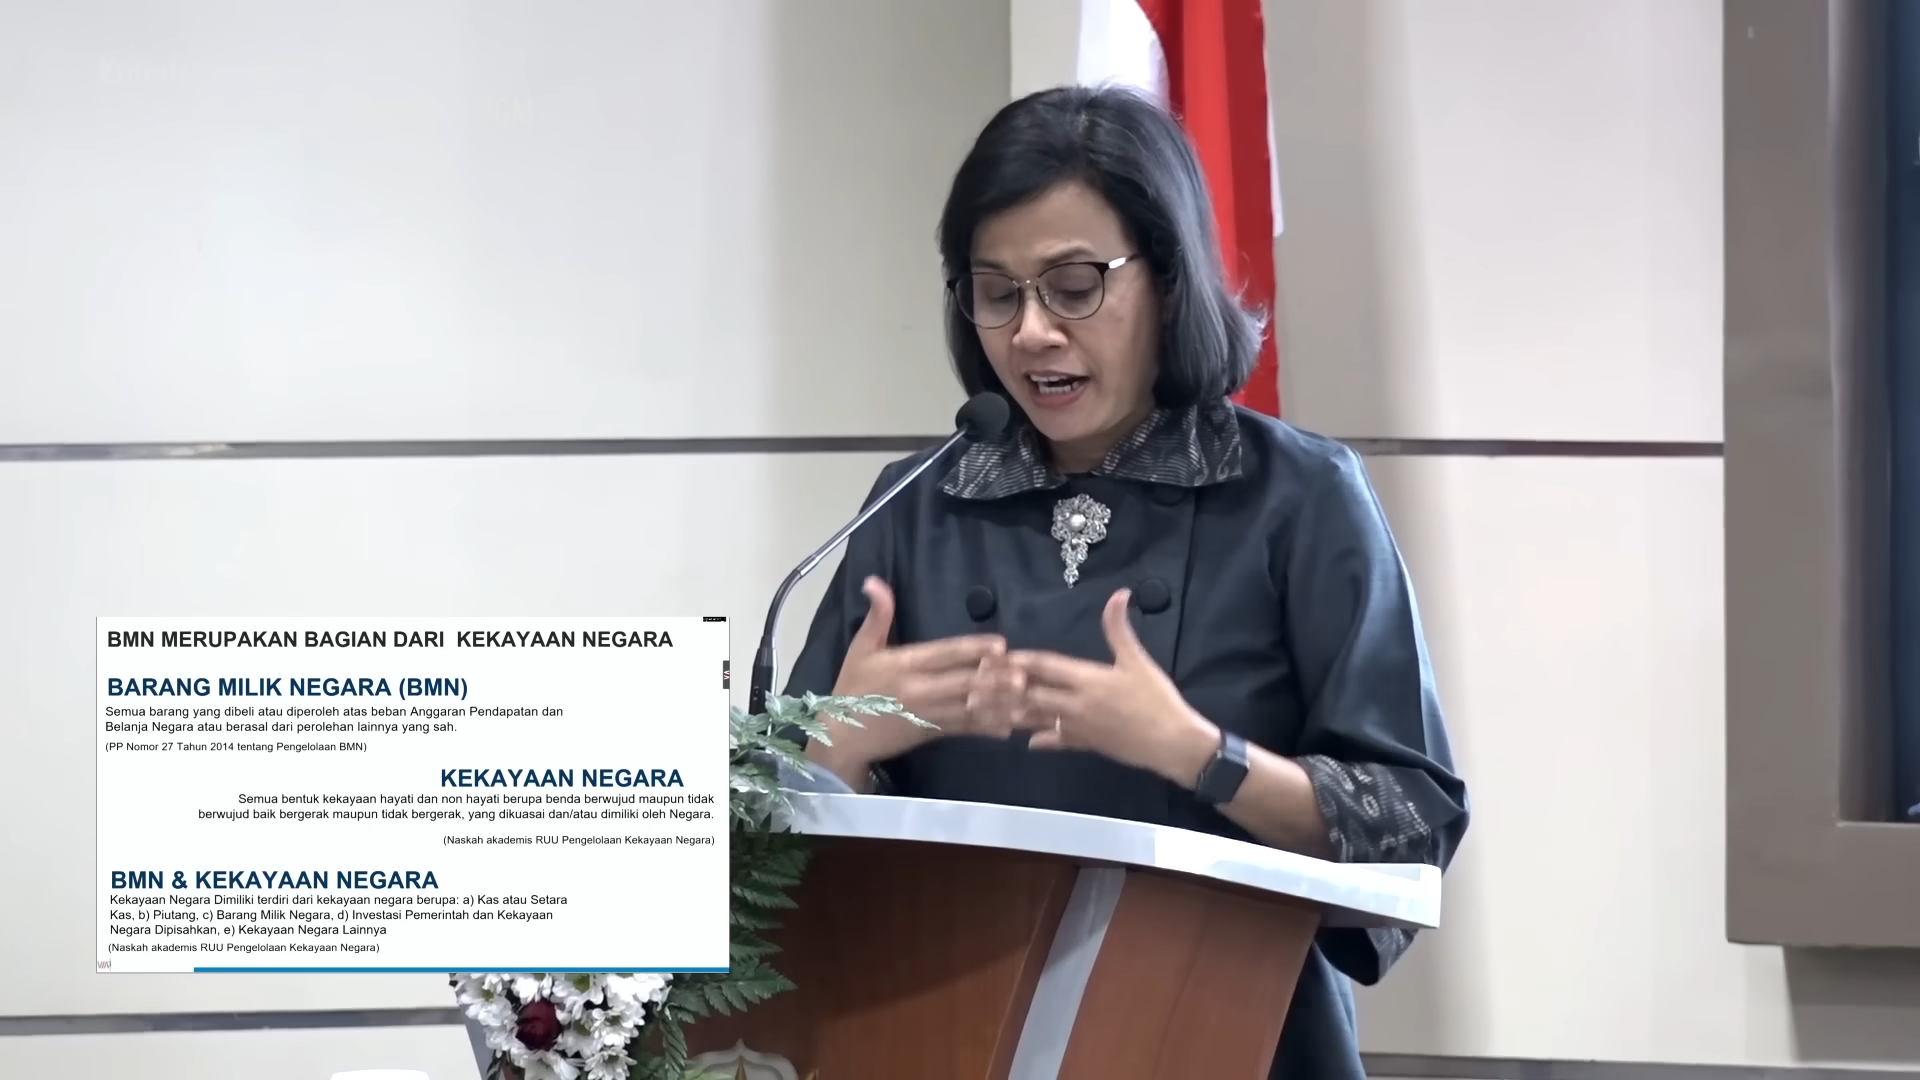 BMN MERUPAKAN BAGIAN DARI  KEKAYAAN NEGARA
BARANG MILIK NEGARA (BMN)
Semua barang yang dibeli atau diperoleh atas beban Anggaran Pendapatan dan
Belanja Negara atau berasal dari perolehan lainnya yang sah.
(PP Nomor 27 Tahun 2014 tentang Pengelolaan BMN)
KEKAYAAN NEGARA
Semua bentuk kekayaan hayati dan non hayati berupa benda berwujud maupun tidak
berwujud baik bergerak maupun tidak bergerak, yang dikuasai dan/atau dimiliki oleh Negara.
(Naskah akademis RUU Pengelolaan Kekayaan Negara)
BMN & KEKAYAAN NEGARA
Kekayaan Negara Dimiliki terdiri dari kekayaan negara berupa: a) Kas atau Setara
Kas, b) Piutang, c) Barang Milik Negara, d) Investasi Pemerintah dan Kekayaan
Negara Dipisahkan, e) Kekayaan Negara Lainnya
(Naskah akademis RUU Pengelolaan Kekayaan Negara)